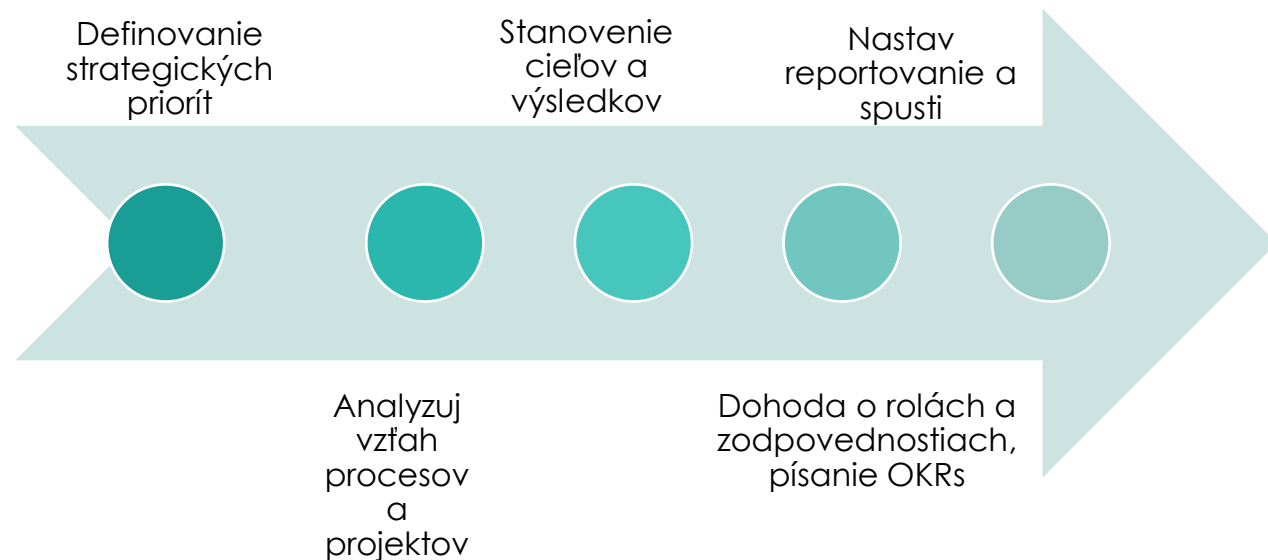 Definovanie
strategických
priorít
Stanovenie
cieľov a
výsledkov
Nastav
reportovanie a
spusti
Analyzuj
vzťah
procesov
a
projektov
Dohoda o rolách a
zodpovednostiach,
písanie OKRs